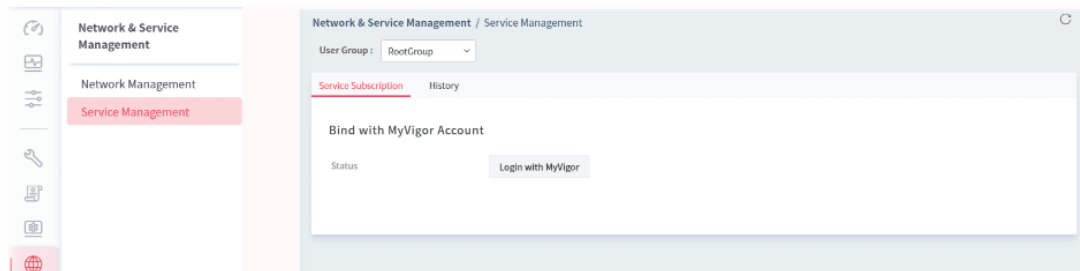 Network & Service
Management
Network Management
Service Management
Network & Service Management / Service Management
User Group : RootGroup
Service Subscription History
Bind with MyVigor Account
Status Login with MyVigor